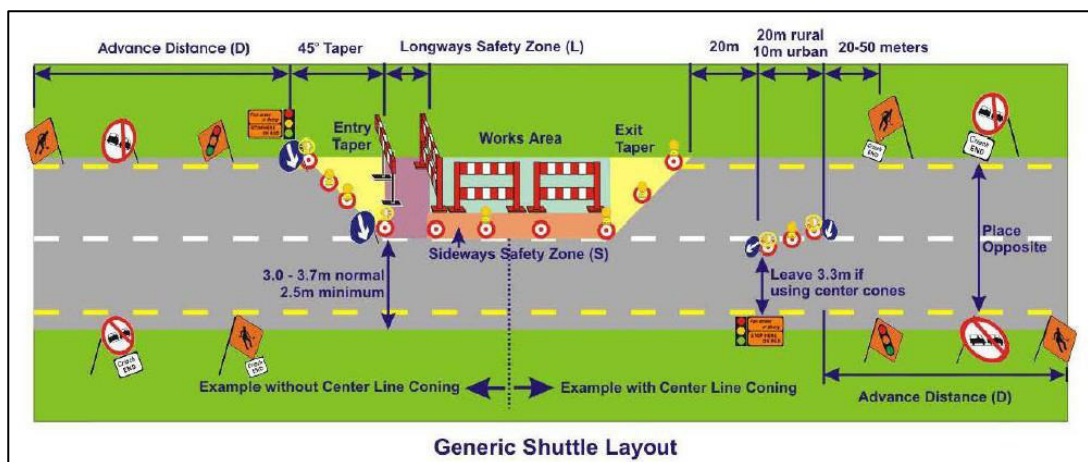 Advance Distance (D)
45° Taper
Longways Safety Zone (L)
20m
20m rural
10m urban
20-50 meters
Entry
Taper
Works Area
Exit
Taper
END
END
Sideways Safety Zone (S)
3.0 - 3.7m normal
2.5m minimum
Leave 3.3m if
using center cones
Place
Opposite
END
END
Example without Center Line Coning
Example with Center Line Coning
Advance Distance (D)
Generic Shuttle Layout